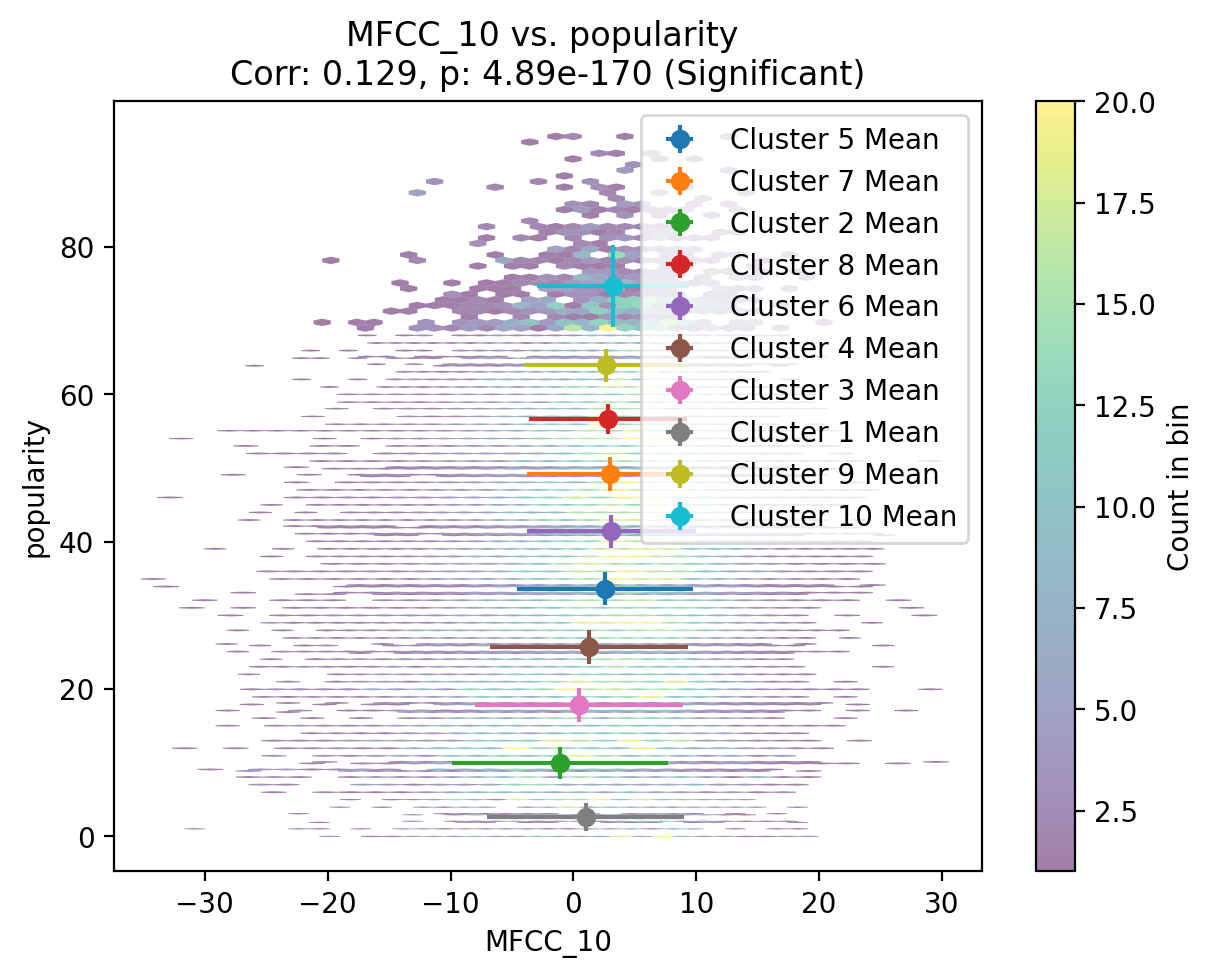 MFCC_10 vs. popularity
Corr: 0.129, p: 4.89e-170 (Significant)
Cluster 5 Mean
Cluster 7 Mean
Cluster 2 Mean
Cluster 8 Mean
Cluster 6 Mean
Cluster 4 Mean
Cluster 3 Mean
Cluster 1 Mean
Cluster 9 Mean
Cluster 10 Mean
popularity
80
60
40
20
0
−30
−20
−10
0
10
20
30
MFCC_10
20.0
17.5
15.0
12.5
10.0
7.5
5.0
2.5
Count in bin